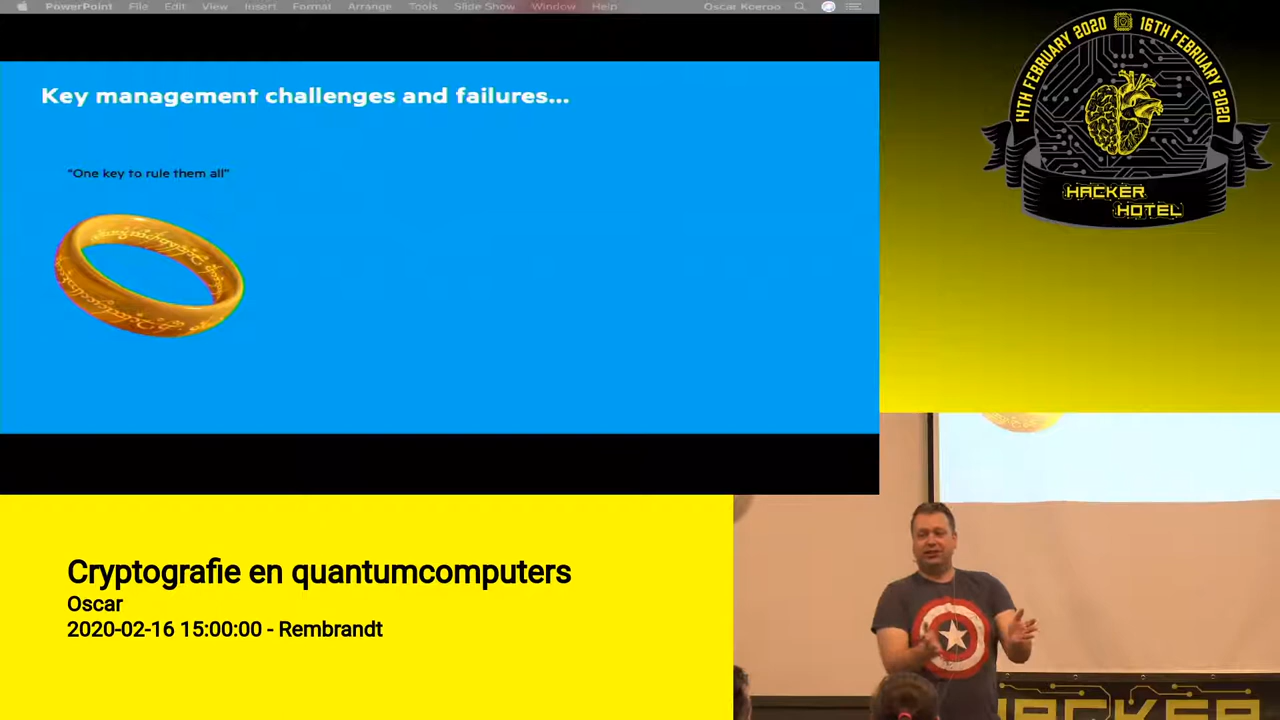 PowerPoint File Edit View Insert Format Arrange Tools Slide Show Window Help Oscar Koeroo
Key management challenges and failures...
"One key to rule them all"
14TH FEBRUARY 2020 16TH FEBRUARY 2020
HACKER
HOTEL
Cryptografie en quantumcomputers
Oscar
2020-02-16 15:00:00 - Rembrandt
HACKER